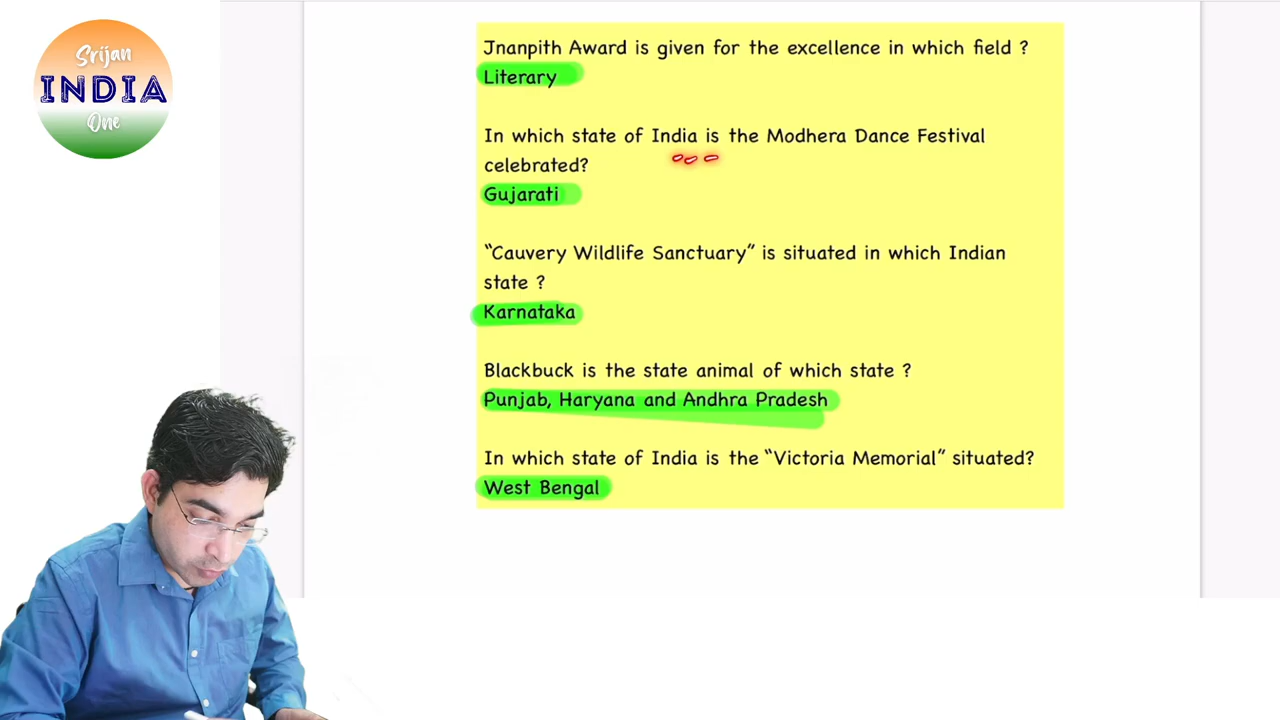 Srijan
INDIA
One
Jnanpith Award is given for the excellence in which field ?
Literary
In which state of India is the Modhera Dance Festival
celebrated?
Gujarati
“Cauvery Wildlife Sanctuary” is situated in which Indian
state ?
Karnataka
Blackbuck is the state animal of which state ?
Punjab, Haryana and Andhra Pradesh
In which state of India is the “Victoria Memorial” situated?
West Bengal